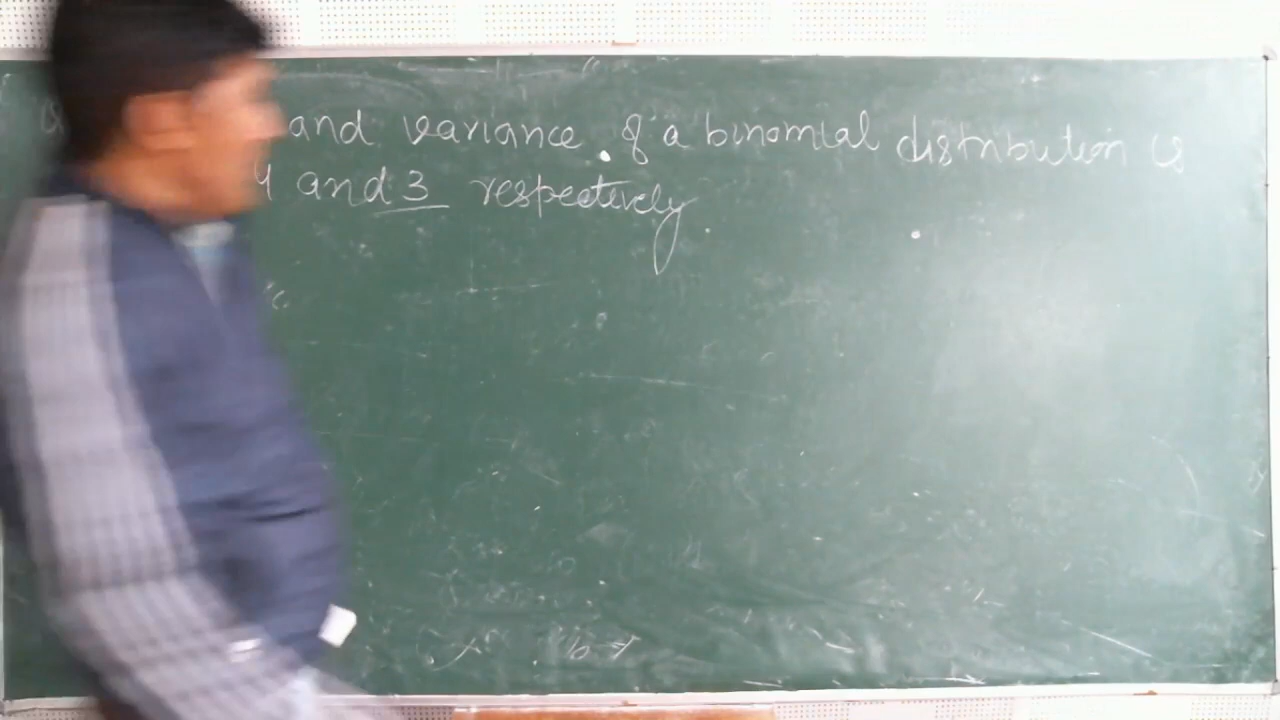 and variance of a binomial distribution is
4 and 3 respectively